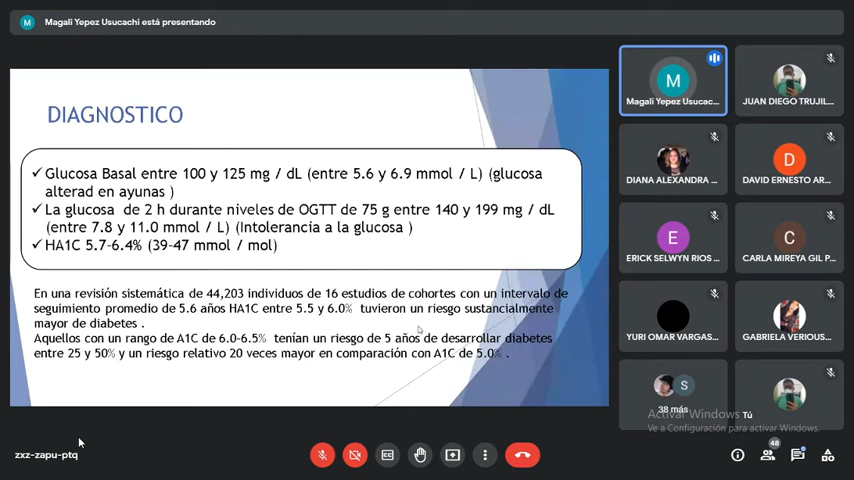 Magali Yepez Usucachi está presentando
DIAGNOSTICO
✓Glucosa Basal entre 100 y 125 mg / dL (entre 5.6 y 6.9 mmol / L) (glucosa
alterad en ayunas )
✓La glucosa de 2 h durante niveles de OGTT de 75 g entre 140 y 199 mg / dL
(entre 7.8 y 11.0 mmol / L) (Intolerancia a la glucosa )
✓HA1C 5.7-6.4% (39-47 mmol / mol)
En una revisión sistemática de 44,203 individuos de 16 estudios de cohortes con un intervalo de
seguimiento promedio de 5.6 años HA1C entre 5.5 y 6.0% tuvieron un riesgo sustancialmente
mayor de diabetes .
Aquellos con un rango de A1C de 6.0-6.5% tenían un riesgo de 5 años de desarrollar diabetes
entre 25 y 50% y un riesgo relativo 20 veces mayor en comparación con A1C de 5.0% .
M
Magali Yepez Usucac...
JUAN DIEGO TRUJIL...
DIANA ALEXANDRA ...
D
DAVID ERNESTO AR...
E
ERICK SELWYN RIOS ...
C
CARLA MIREYA GIL P...
YURI OMAR VARGAS...
GABRIELA VERIOUS...
S
38 más
Tú
Activar Windows
Ve a Configuración para activar Windows.
zxz-zapu-ptq
CC
48